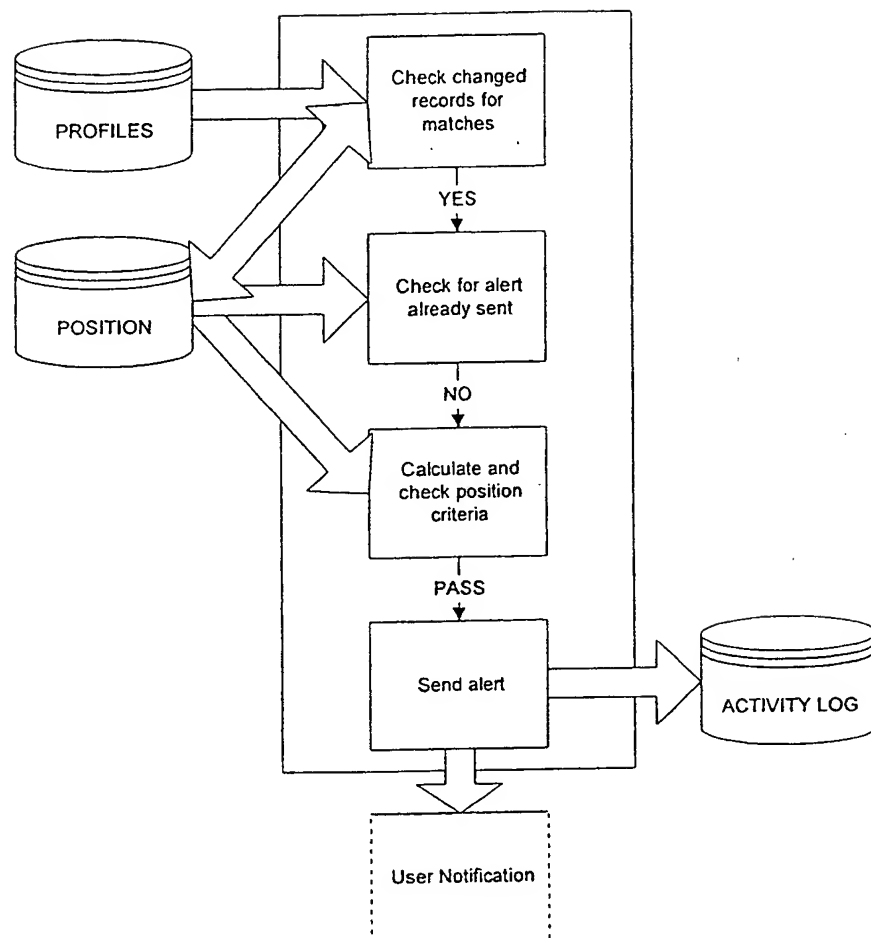 PROFILES
Check changed
records for
matches
YES
POSITION
Check for alert
already sent
NO
Calculate and
check position
criteria
PASS
Send alert
ACTIVITY LOG
User Notification